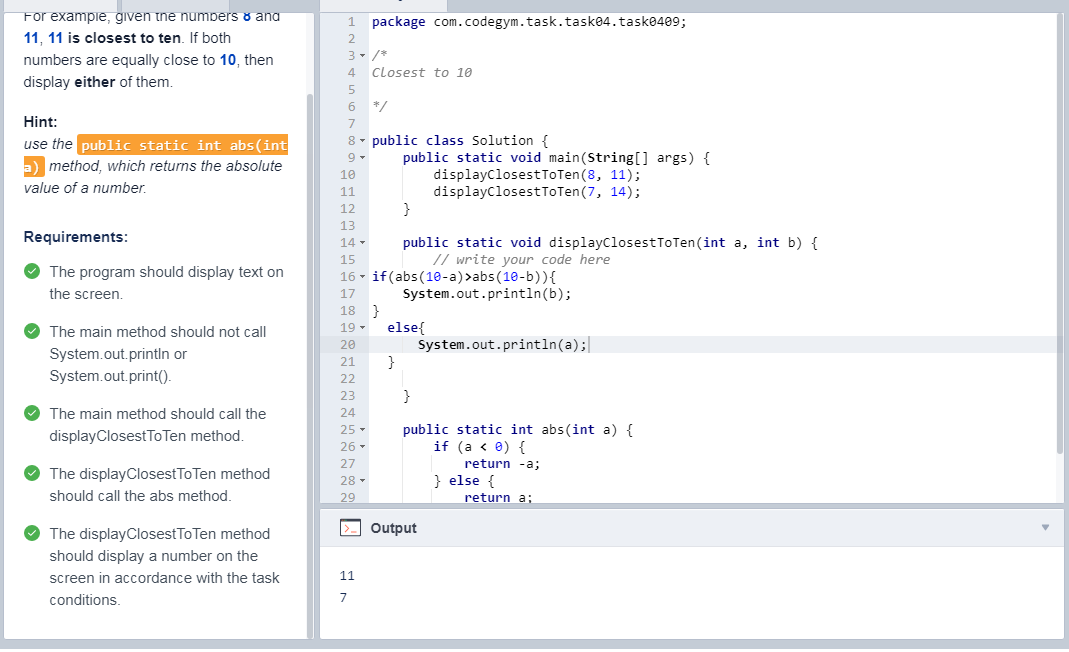 For example, given the numbers 8 and
11, 11 is closest to ten. If both
numbers are equally close to 10, then
display either of them.
Hint:
use the public static int abs(int
a) method, which returns the absolute
value of a number.
Requirements:
The program should display text on
the screen.
The main method should not call
System.out.println or
System.out.print().
The main method should call the
displayClosestToTen method.
The displayClosestToTen method
should call the abs method.
The displayClosestToTen method
should display a number on the
screen in accordance with the task
conditions.
1 package com.codegym.task.task04.task0409;
2
3 /*
4 Closest to 10
5
6 */
7
8 public class Solution {
9 public static void main(String[] args) {
10 displayClosestToTen(8, 11);
11 displayClosestToTen(7, 14);
12 }
13
14 public static void displayClosestToTen(int a, int b) {
15 // write your code here
16 if(abs(10-a)>abs(10-b)){
17 System.out.println(b);
18 }
19 else{
20 System.out.println(a);
21 }
22
23 }
24
25 public static int abs(int a) {
26 if (a < 0) {
27 return -a;
28 } else {
29 return a;
Output
11
7